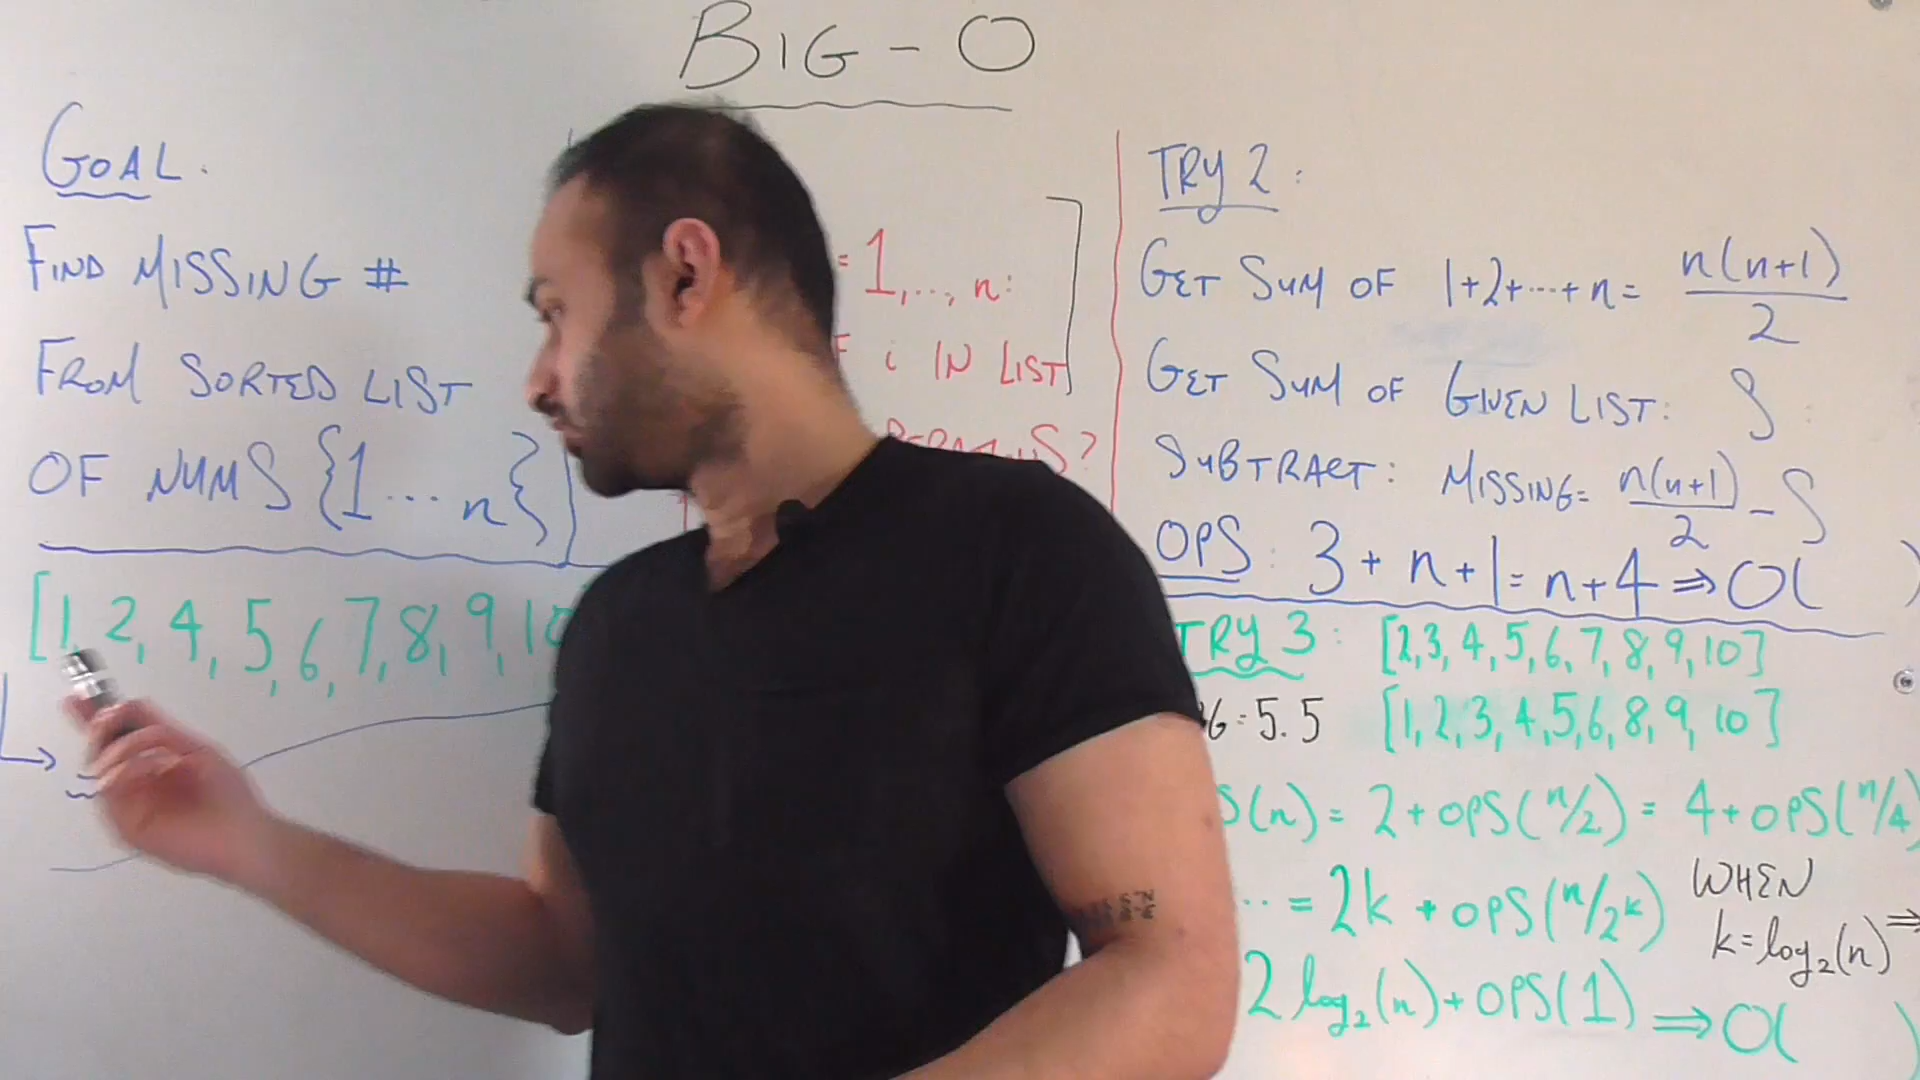 BIG-O
GOAL.
FIND MISSING #
FROM SORTED LIST
OF NUMS {1 ... n}
[1, 2, 4, 5, 6, 7, 8, 9, 10
= 1, ..., n:
i IN LIST
TRY 2:
GET SUM OF 1+2+...+n = n(n+1)/2
GET SUM OF GIVEN LIST: S
SUBTRACT: MISSING = n(n+1)/2 - S
OPS: 3 + n + 1 = n + 4 ⇒ O( )
TRY 3: [2,3, 4, 5, 6, 7, 8, 9, 10]
= 5.5 [1, 2, 3, 4, 5, 6, 8, 9, 10]
(n) = 2 + OPS(n/2) = 4 + OPS(n/4)
... = 2k + OPS(n/2^k) WHEN
k = log₂(n) ⇒
2 log₂(n) + OPS(1) ⇒ O( )